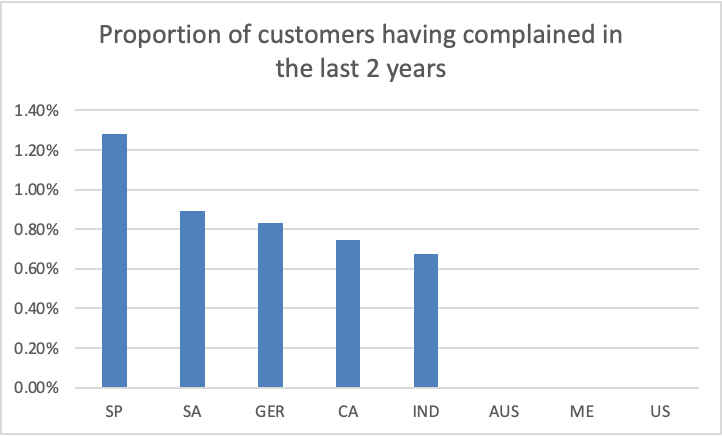 Proportion of customers having complained in
the last 2 years
1.40%
1.20%
1.00%
0.80%
0.60%
0.40%
0.20%
0.00%
SP SA GER CA IND AUS ME US